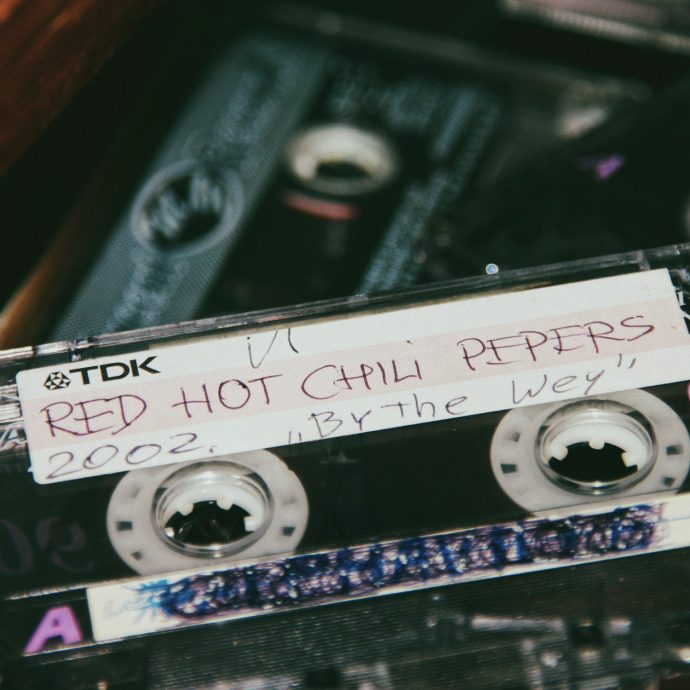 TDK
RED HOT CHILi PEPERS
2002. „By the Wey"
A